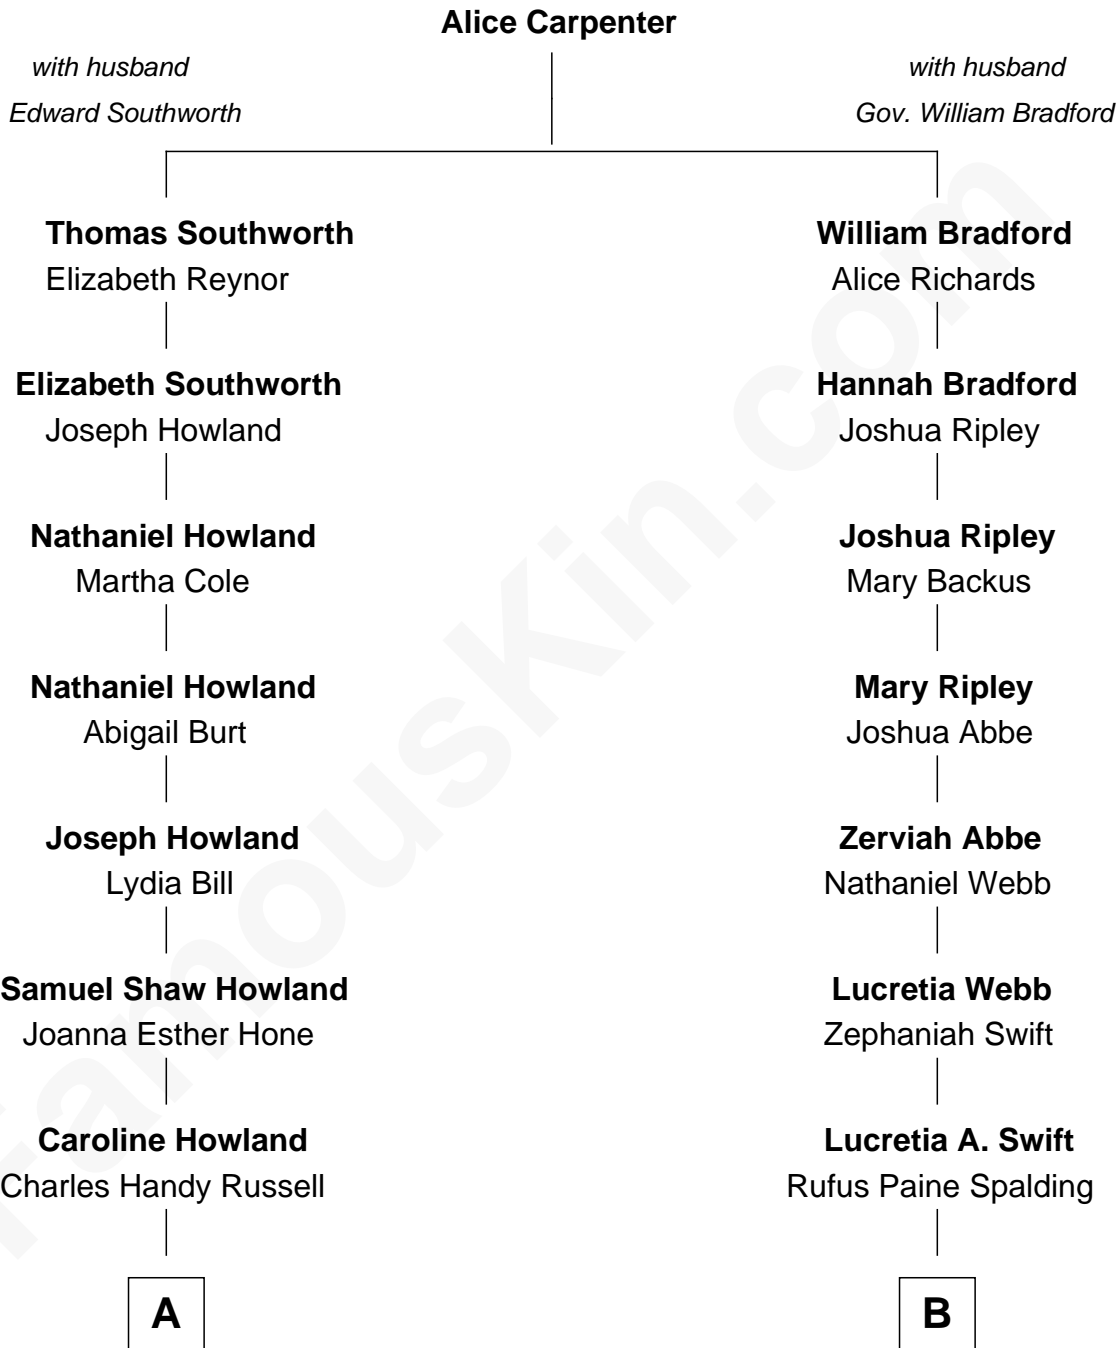 Alice Carpenter
with husband
Edward Southworth
with husband
Gov. William Bradford
Thomas Southworth
Elizabeth Reynor
William Bradford
Alice Richards
Elizabeth Southworth
Joseph Howland
Hannah Bradford
Joshua Ripley
Nathaniel Howland
Martha Cole
Joshua Ripley
Mary Backus
Nathaniel Howland
Abigail Burt
Mary Ripley
Joshua Abbe
Joseph Howland
Lydia Bill
Zerviah Abbe
Nathaniel Webb
Samuel Shaw Howland
Joanna Esther Hone
Lucretia Webb
Zephaniah Swift
Caroline Howland
Charles Handy Russell
Lucretia A. Swift
Rufus Paine Spalding
A
B
FamousKin.com